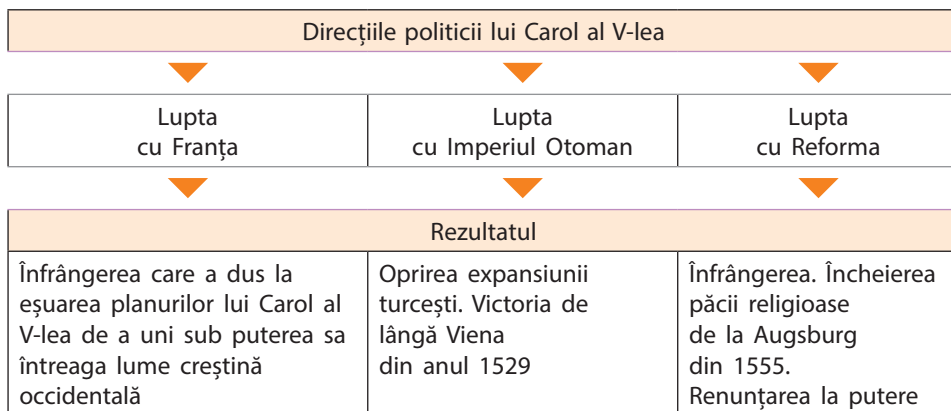 Direcțiile politicii lui Carol al V-lea
Lupta
cu Franța
Lupta
cu Imperiul Otoman
Lupta
cu Reforma
Rezultatul
Înfrângerea care a dus la
eșuarea planurilor lui Carol al
V-lea de a uni sub puterea sa
întreaga lume creștină
occidentală
Oprirea expansiunii
turcești. Victoria de
lângă Viena
din anul 1529
Înfrângerea. Încheierea
păcii religioase
de la Augsburg
din 1555.
Renunțarea la putere